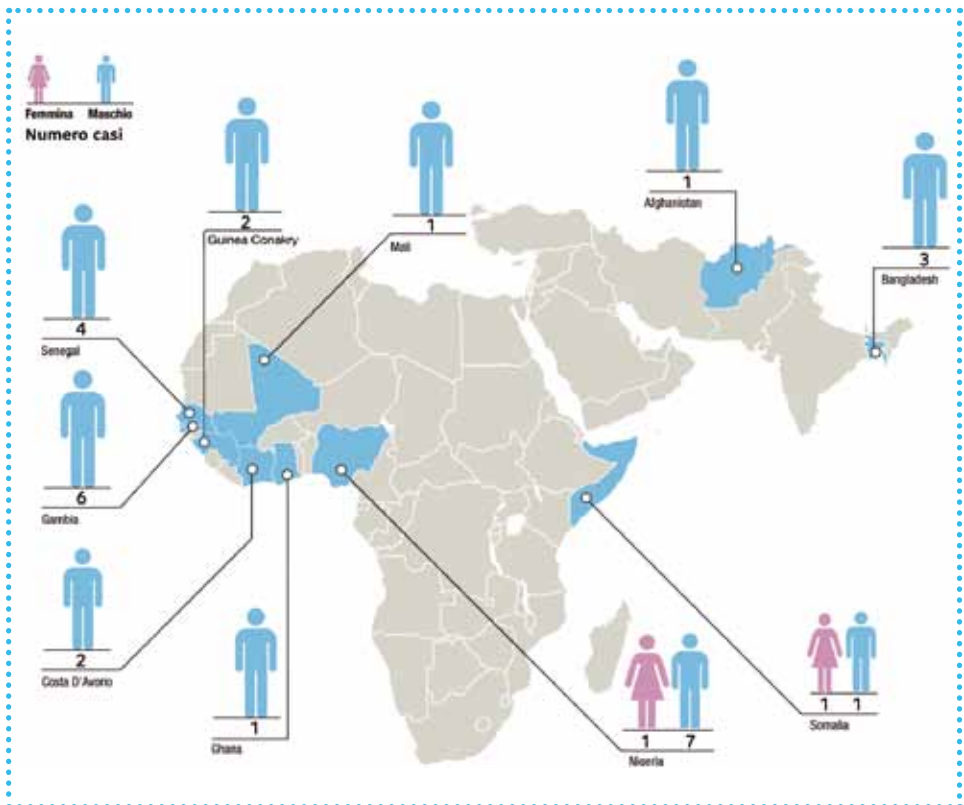 Femmina Maschio
Numero casi
2
Guinea Conakry
1
Mali
1
Afghanistan
3
Bangladesh
4
Senegal
6
Gambia
2
Costa D'Avorio
1
Ghana
1 7
Nigeria
1 1
Somalia